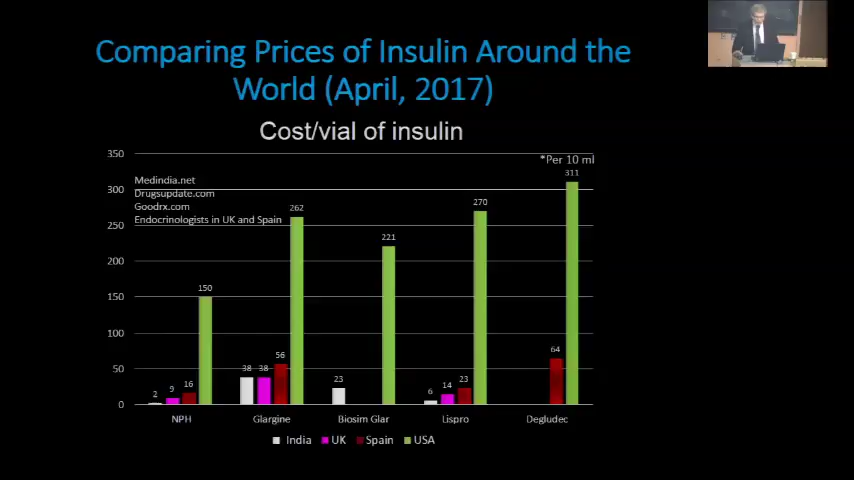 Comparing Prices of Insulin Around the
World (April, 2017)
Cost/vial of insulin
*Per 10 ml
350
300
250
200
150
100
50
0
Medindia.net
Drugsupdate.com
Goodrx.com
Endocrinologists in UK and Spain
2
9
16
150
38
38
56
262
23
221
6
14
23
270
64
311
NPH
Glargine
Biosim Glar
Lispro
Degludec
India
UK
Spain
USA